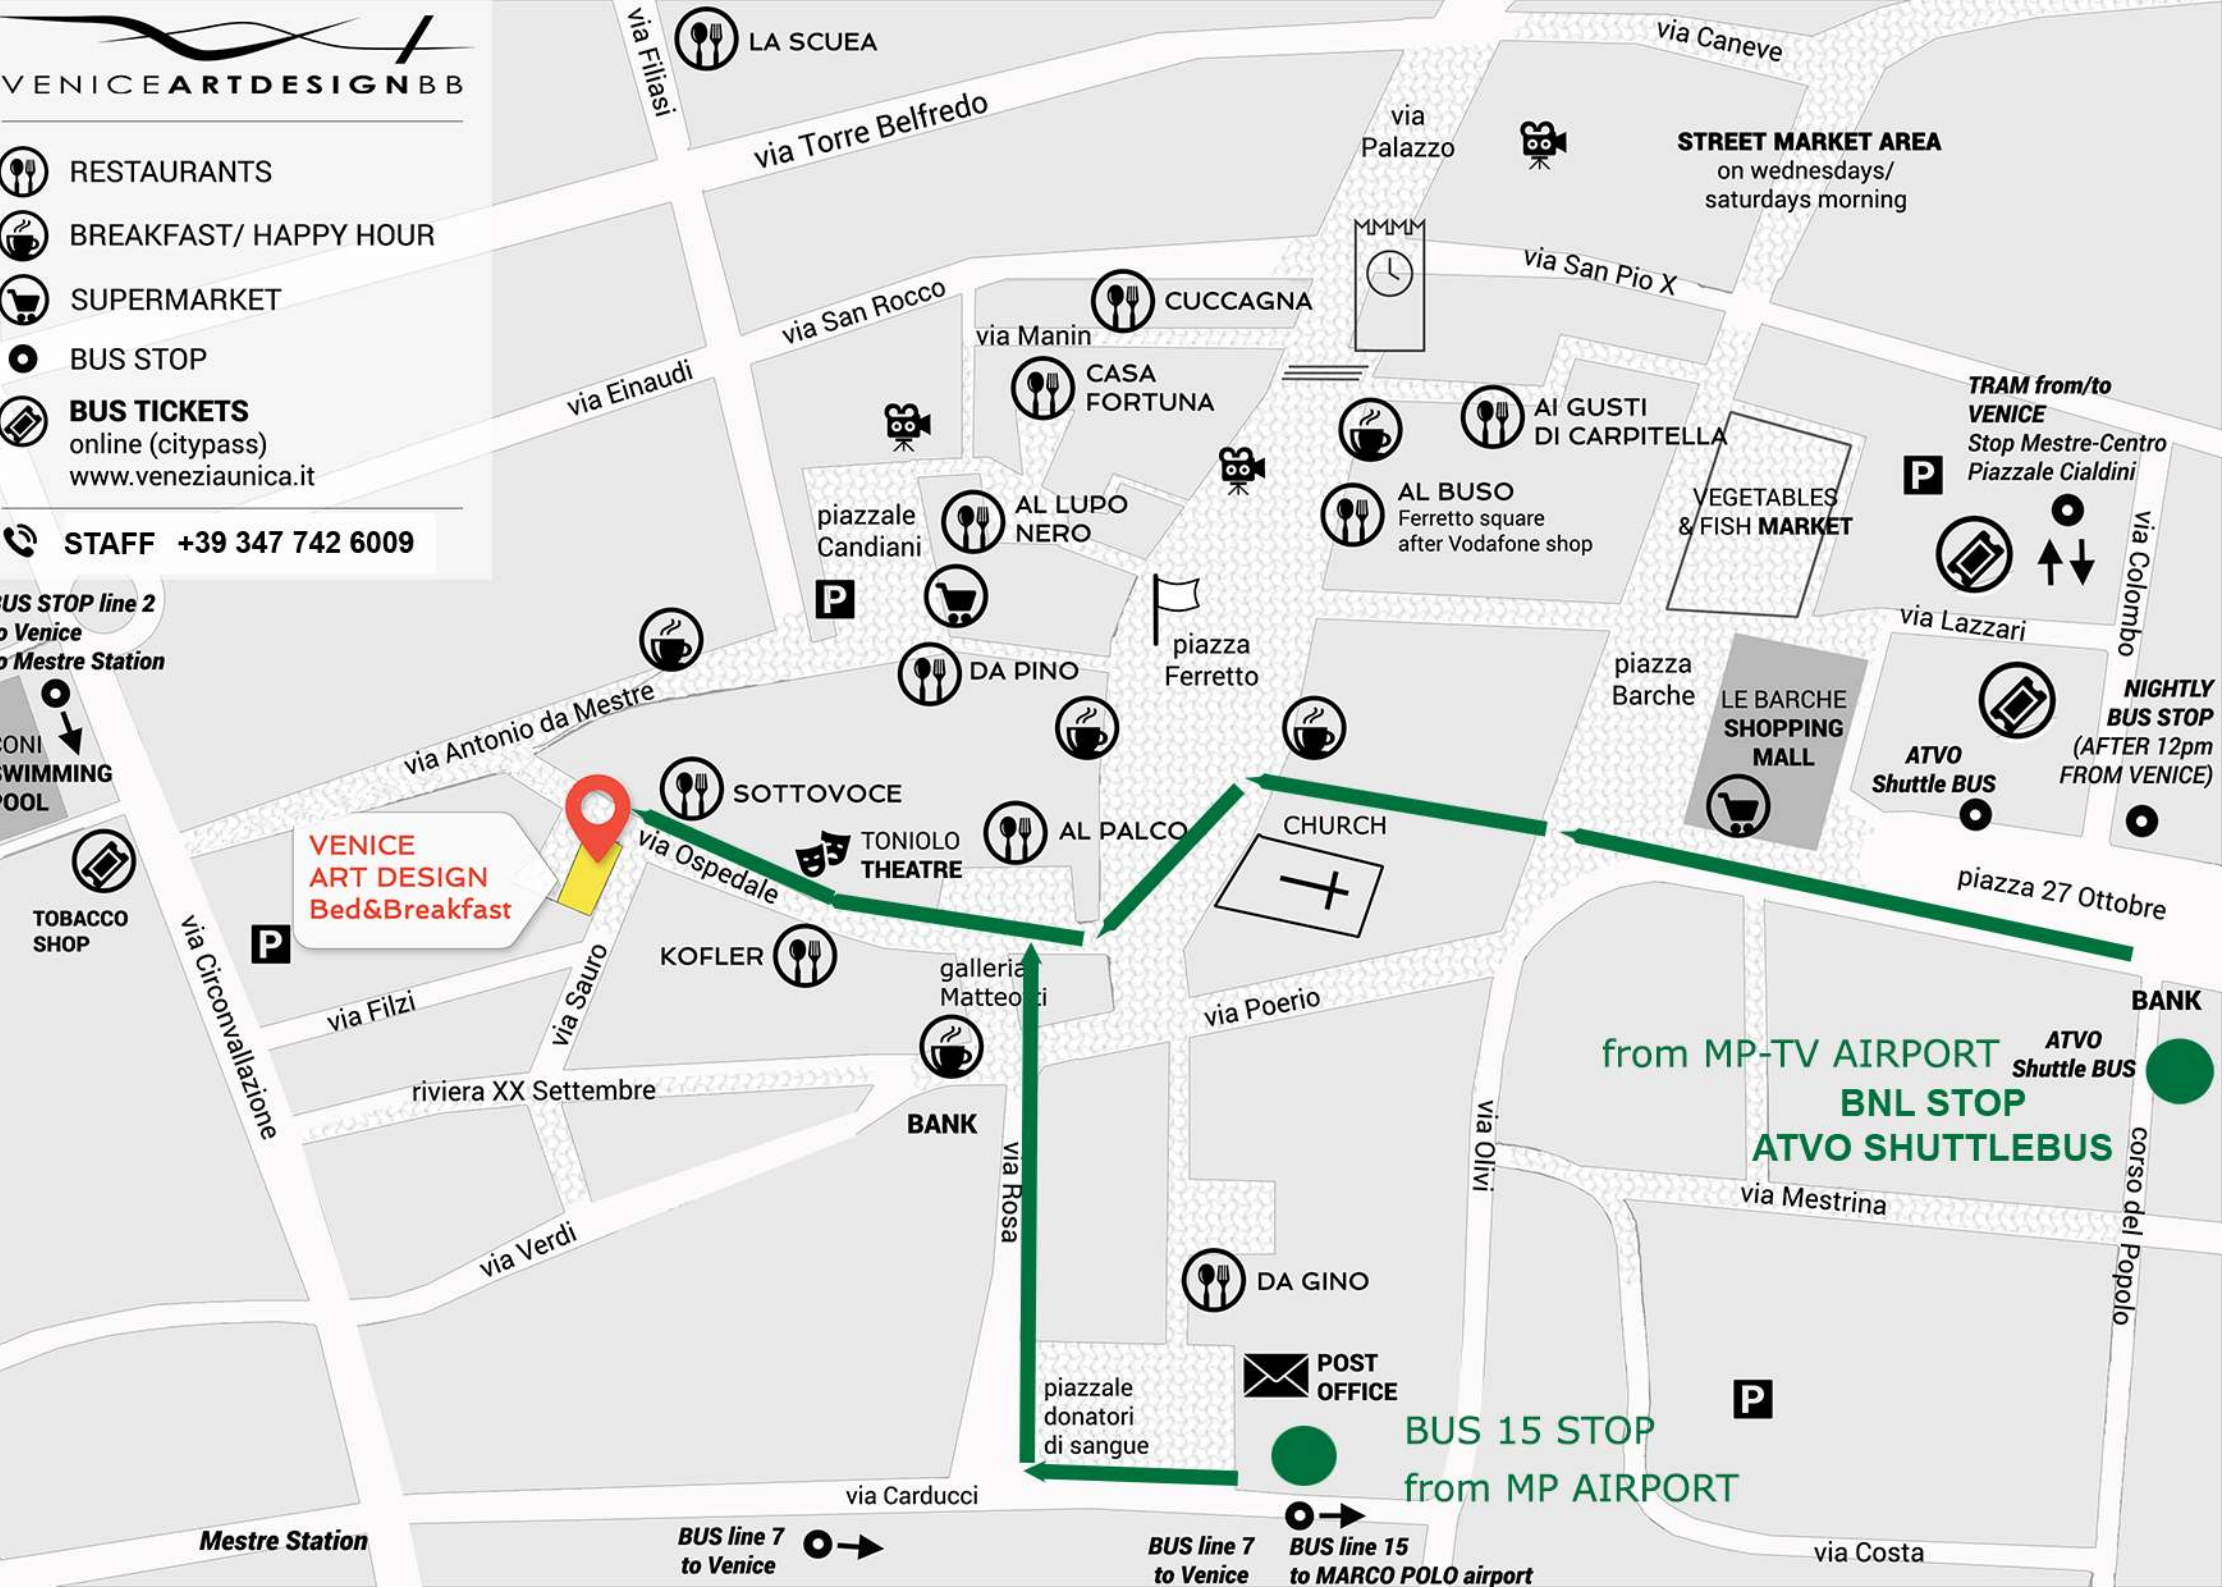 VENICEARTDESIGNBB
RESTAURANTS
BREAKFAST/ HAPPY HOUR
SUPERMARKET
BUS STOP
BUS TICKETS
online (citypass)
www.veneziaunica.it
STAFF +39 347 742 6009
via Filiasi
LA SCUEA
via Torre Belfredo
via Caneve
via
Palazzo
STREET MARKET AREA
on wednesdays/
saturdays morning
via San Rocco
via San Pio X
CUCCAGNA
via Manin
via Einaudi
CASA
FORTUNA
AI GUSTI
DI CARPITELLA
TRAM from/to
VENICE
Stop Mestre-Centro
Piazzale Cialdini
P
piazzale
Candiani
P
AL LUPO
NERO
AL BUSO
Ferretto square
after Vodafone shop
VEGETABLES
& FISH MARKET
via Colombo
via Lazzari
BUS STOP line 2
o Venice
o Mestre Station
CONI
SWIMMING
POOL
via Antonio da Mestre
DA PINO
piazza
Ferretto
piazza
Barche
LE BARCHE
SHOPPING
MALL
ATVO
Shuttle BUS
NIGHTLY
BUS STOP
(AFTER 12pm
FROM VENICE)
SOTTOVOCE
TONIOLO
THEATRE
AL PALCO
CHURCH
VENICE
ART DESIGN
Bed&Breakfast
via Ospedale
piazza 27 Ottobre
TOBACCO
SHOP
P
via Circonvallazione
KOFLER
galleria
Matteotti
via Sauro
via Filzi
via Poerio
BANK
from MP-TV AIRPORT
ATVO
Shuttle BUS
BNL STOP
ATVO SHUTTLEBUS
riviera XX Settembre
BANK
via Rosa
via Olivi
via Mestrina
corso del Popolo
via Verdi
DA GINO
POST
OFFICE
piazzale
donatori
di sangue
P
BUS 15 STOP
from MP AIRPORT
via Carducci
Mestre Station
BUS line 7
to Venice
BUS line 7
to Venice
BUS line 15
to MARCO POLO airport
via Costa